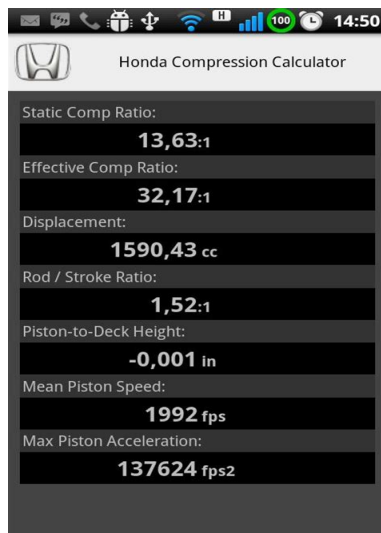 H 100 14:50
Honda Compression Calculator
Static Comp Ratio:
13,63:1
Effective Comp Ratio:
32,17:1
Displacement:
1590,43 cc
Rod / Stroke Ratio:
1,52:1
Piston-to-Deck Height:
-0,001 in
Mean Piston Speed:
1992 fps
Max Piston Acceleration:
137624 fps2